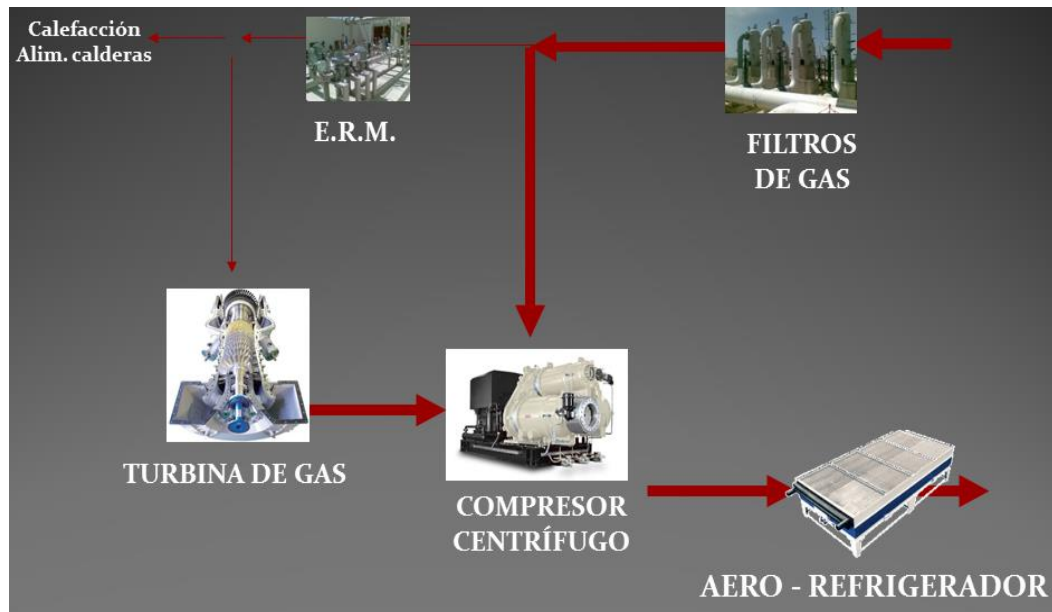 Calefacción
Alim. calderas
E.R.M.
FILTROS
DE GAS
TURBINA DE GAS
COMPRESOR
CENTRÍFUGO
AERO - REFRIGERADOR